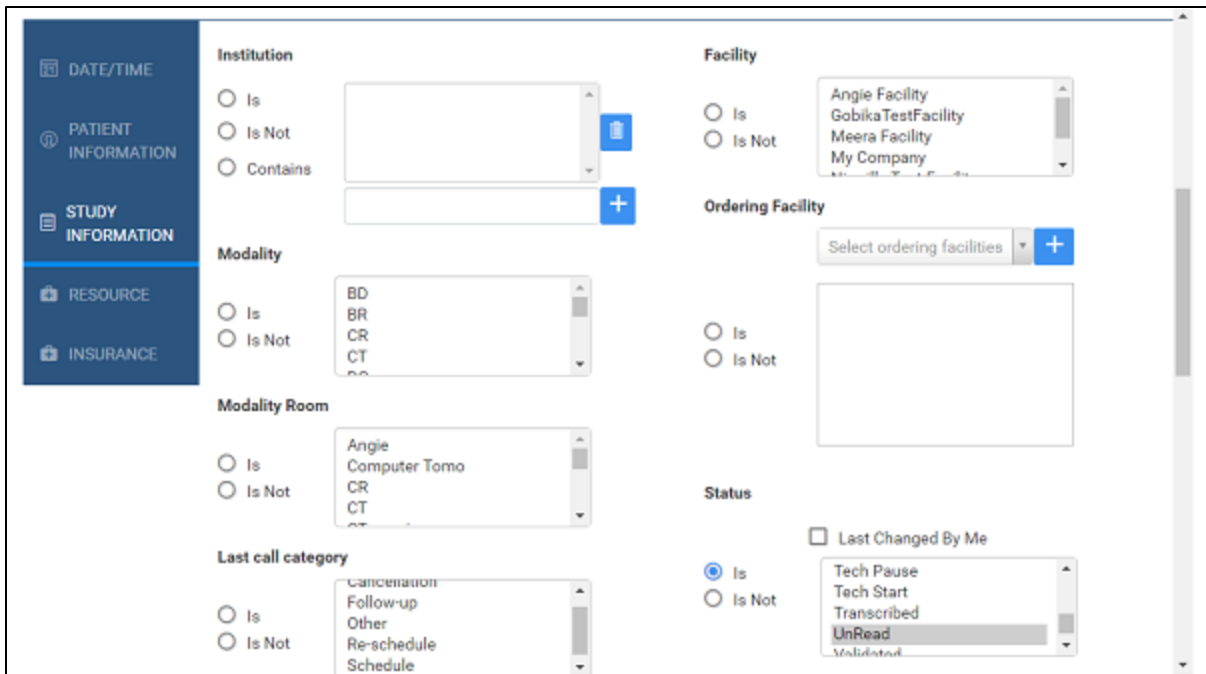 DATE/TIME
PATIENT
INFORMATION
STUDY
INFORMATION
RESOURCE
INSURANCE
Institution
Is
Is Not
Contains
Modality
Is
Is Not
BD
BR
CR
CT
Modality Room
Is
Is Not
Angie
Computer Tomo
CR
CT
Last call category
Is
Is Not
Cancellation
Follow-up
Other
Re-schedule
Schedule
Facility
Is
Is Not
Angie Facility
GobikaTestFacility
Meera Facility
My Company
Ordering Facility
Select ordering facilities
Is
Is Not
Status
Last Changed By Me
Is
Is Not
Tech Pause
Tech Start
Transcribed
UnRead
Validated